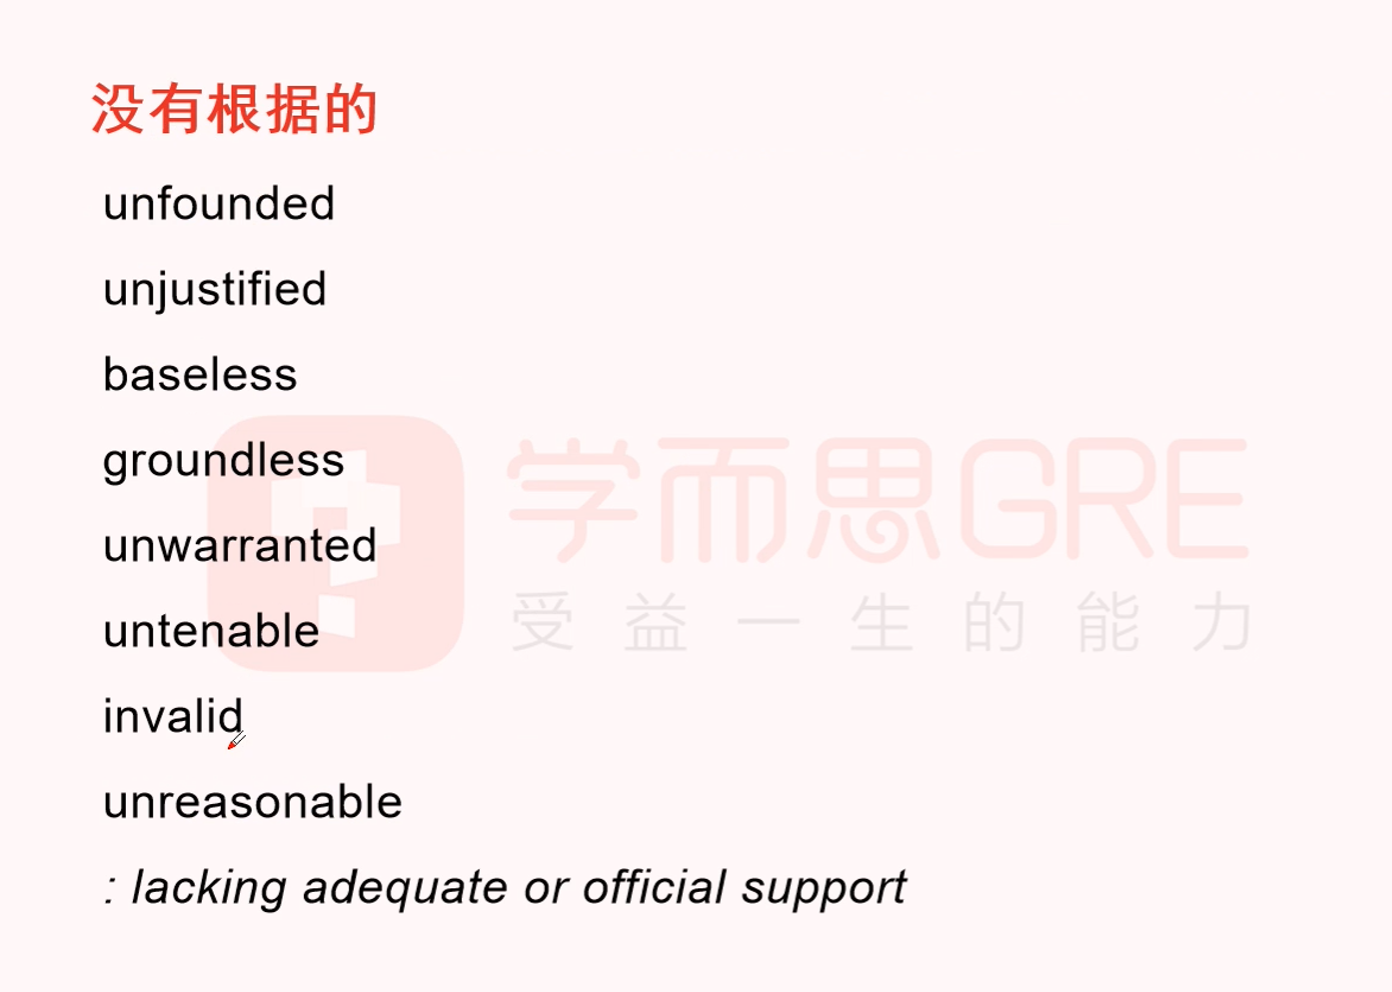 没有根据的
unfounded
unjustified
baseless
groundless
unwarranted
untenable
invalid
unreasonable
: lacking adequate or official support
学而思GRE
受益一生的能力